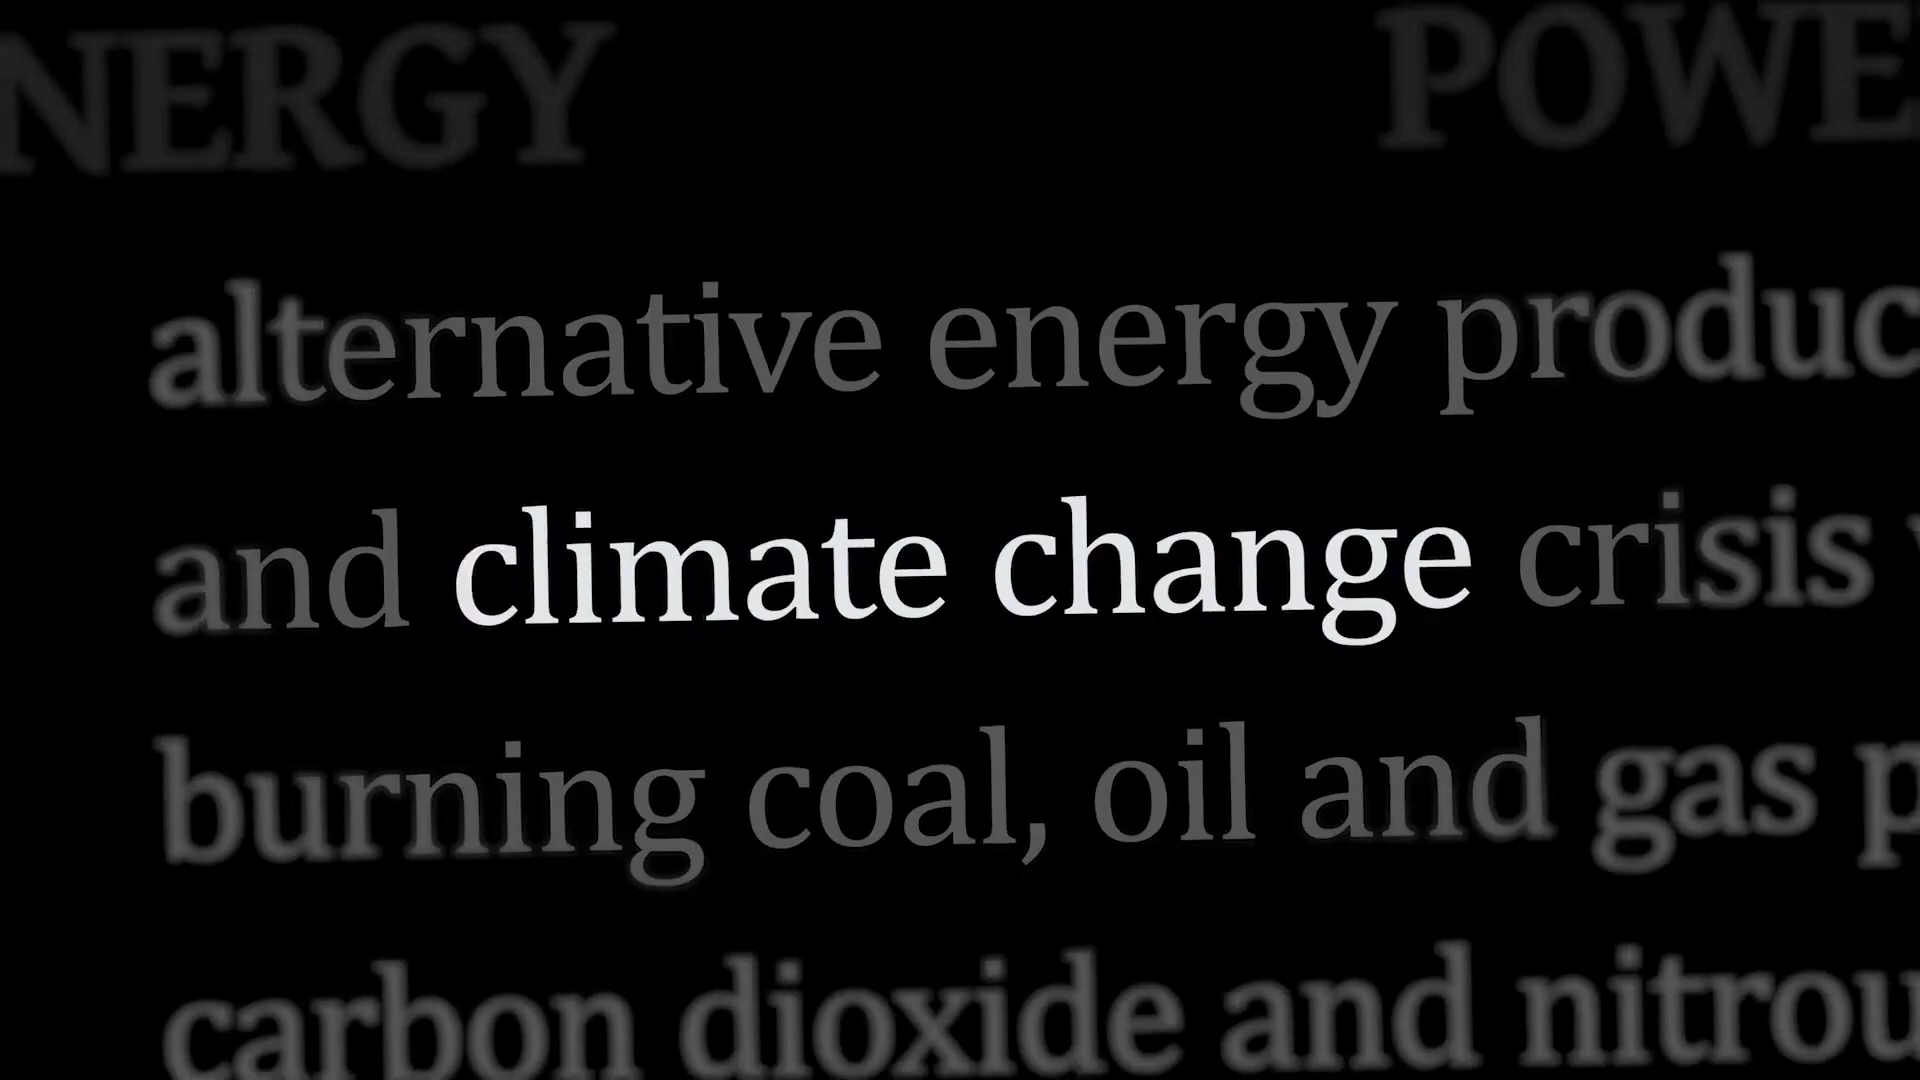 NERGY POWE
alternative energy produc
and climate change crisis
burning coal, oil and gas p
carbon dioxide and nitrou